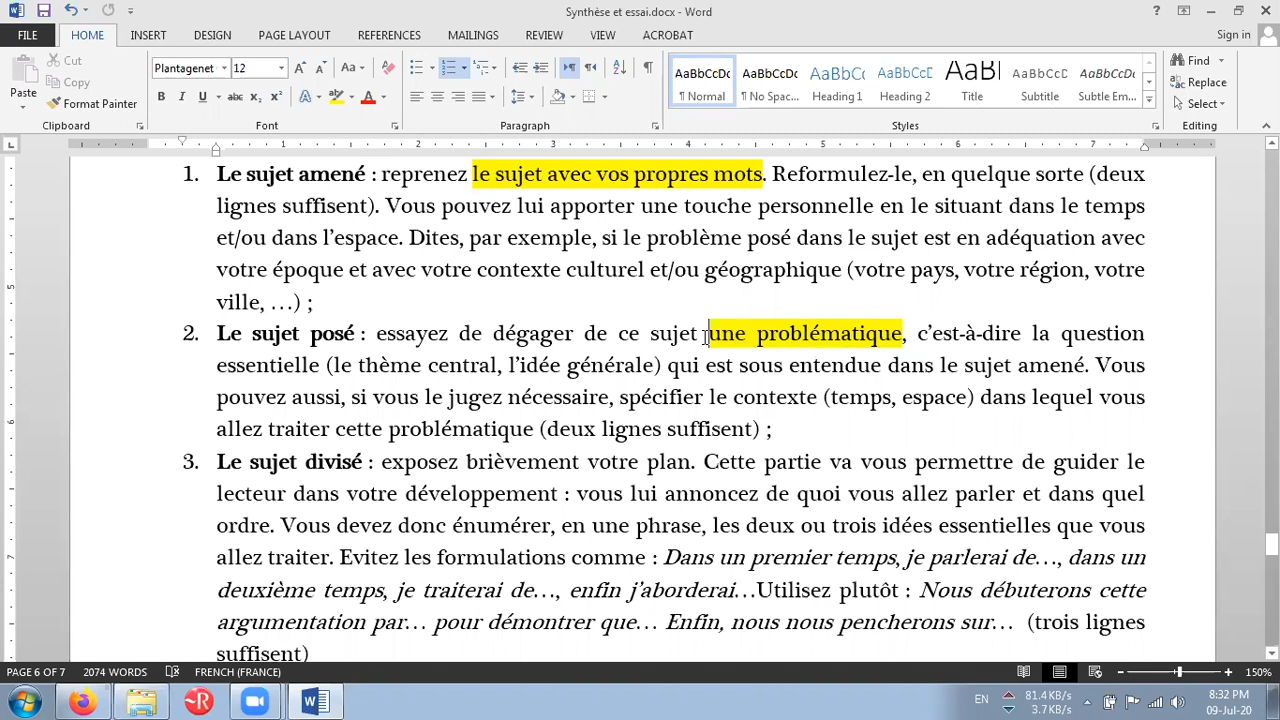 Synthèse et essai.docx - Word
FILE HOME INSERT DESIGN PAGE LAYOUT REFERENCES MAILINGS REVIEW VIEW ACROBAT Sign in
Paste Cut Copy Format Painter
Clipboard
Plantagenet 12
Font
Paragraph
AaBbCcDc AaBbCcDc AaBbCc AaBbCc AaBl AaBbCcD AaBbCcD
¶ Normal ¶ No Spac... Heading 1 Heading 2 Title Subtitle Subtle Em...
Styles
Find Replace Select
Editing
1. Le sujet amené : reprenez le sujet avec vos propres mots. Reformulez-le, en quelque sorte (deux
lignes suffisent). Vous pouvez lui apporter une touche personnelle en le situant dans le temps
et/ou dans l’espace. Dites, par exemple, si le problème posé dans le sujet est en adéquation avec
votre époque et avec votre contexte culturel et/ou géographique (votre pays, votre région, votre
ville, …) ;
2. Le sujet posé : essayez de dégager de ce sujet une problématique, c’est-à-dire la question
essentielle (le thème central, l’idée générale) qui est sous entendue dans le sujet amené. Vous
pouvez aussi, si vous le jugez nécessaire, spécifier le contexte (temps, espace) dans lequel vous
allez traiter cette problématique (deux lignes suffisent) ;
3. Le sujet divisé : exposez brièvement votre plan. Cette partie va vous permettre de guider le
lecteur dans votre développement : vous lui annoncez de quoi vous allez parler et dans quel
ordre. Vous devez donc énumérer, en une phrase, les deux ou trois idées essentielles que vous
allez traiter. Evitez les formulations comme : Dans un premier temps, je parlerai de…, dans un
deuxième temps, je traiterai de…, enfin j’aborderai…Utilisez plutôt : Nous débuterons cette
argumentation par… pour démontrer que… Enfin, nous nous pencherons sur… (trois lignes
suffisent)
PAGE 6 OF 7 2074 WORDS FRENCH (FRANCE) 150%
EN 81.4 KB/s 3.7 KB/s 8:32 PM
09-Jul-20